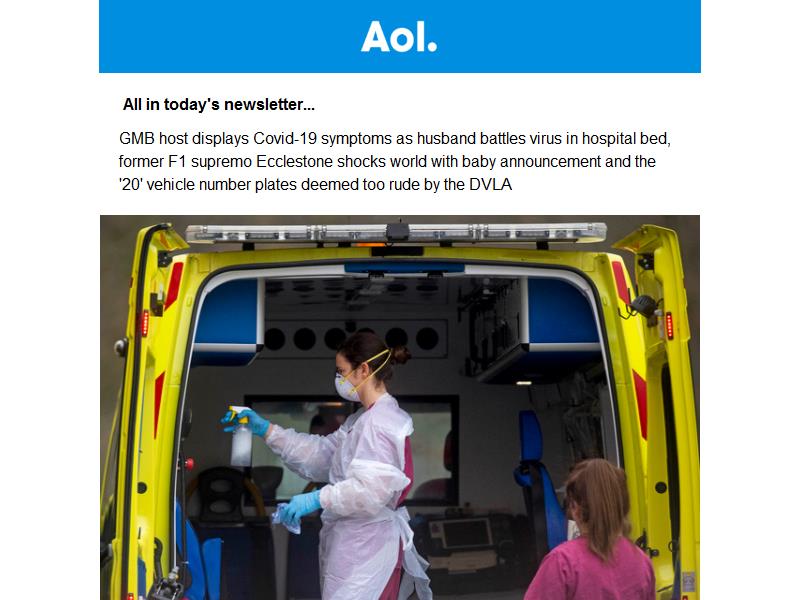 Aol.
All in today's newsletter...
GMB host displays Covid-19 symptoms as husband battles virus in hospital bed,
former F1 supremo Ecclestone shocks world with baby announcement and the
'20' vehicle number plates deemed too rude by the DVLA